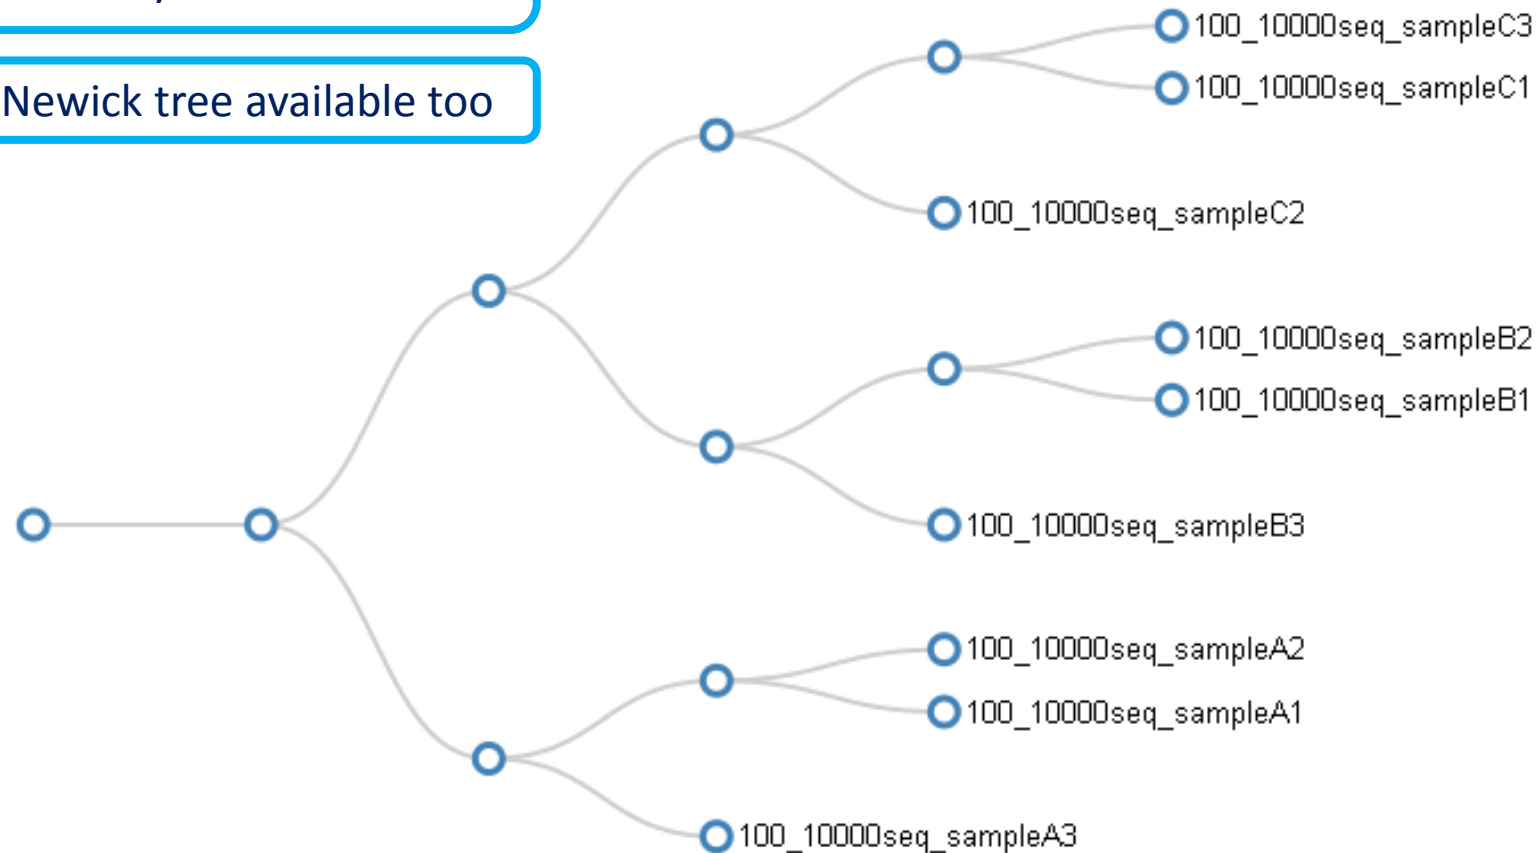 Newick tree available too
100_10000seq_sampleC3
100_10000seq_sampleC1
100_10000seq_sampleC2
100_10000seq_sampleB2
100_10000seq_sampleB1
100_10000seq_sampleB3
100_10000seq_sampleA2
100_10000seq_sampleA1
100_10000seq_sampleA3